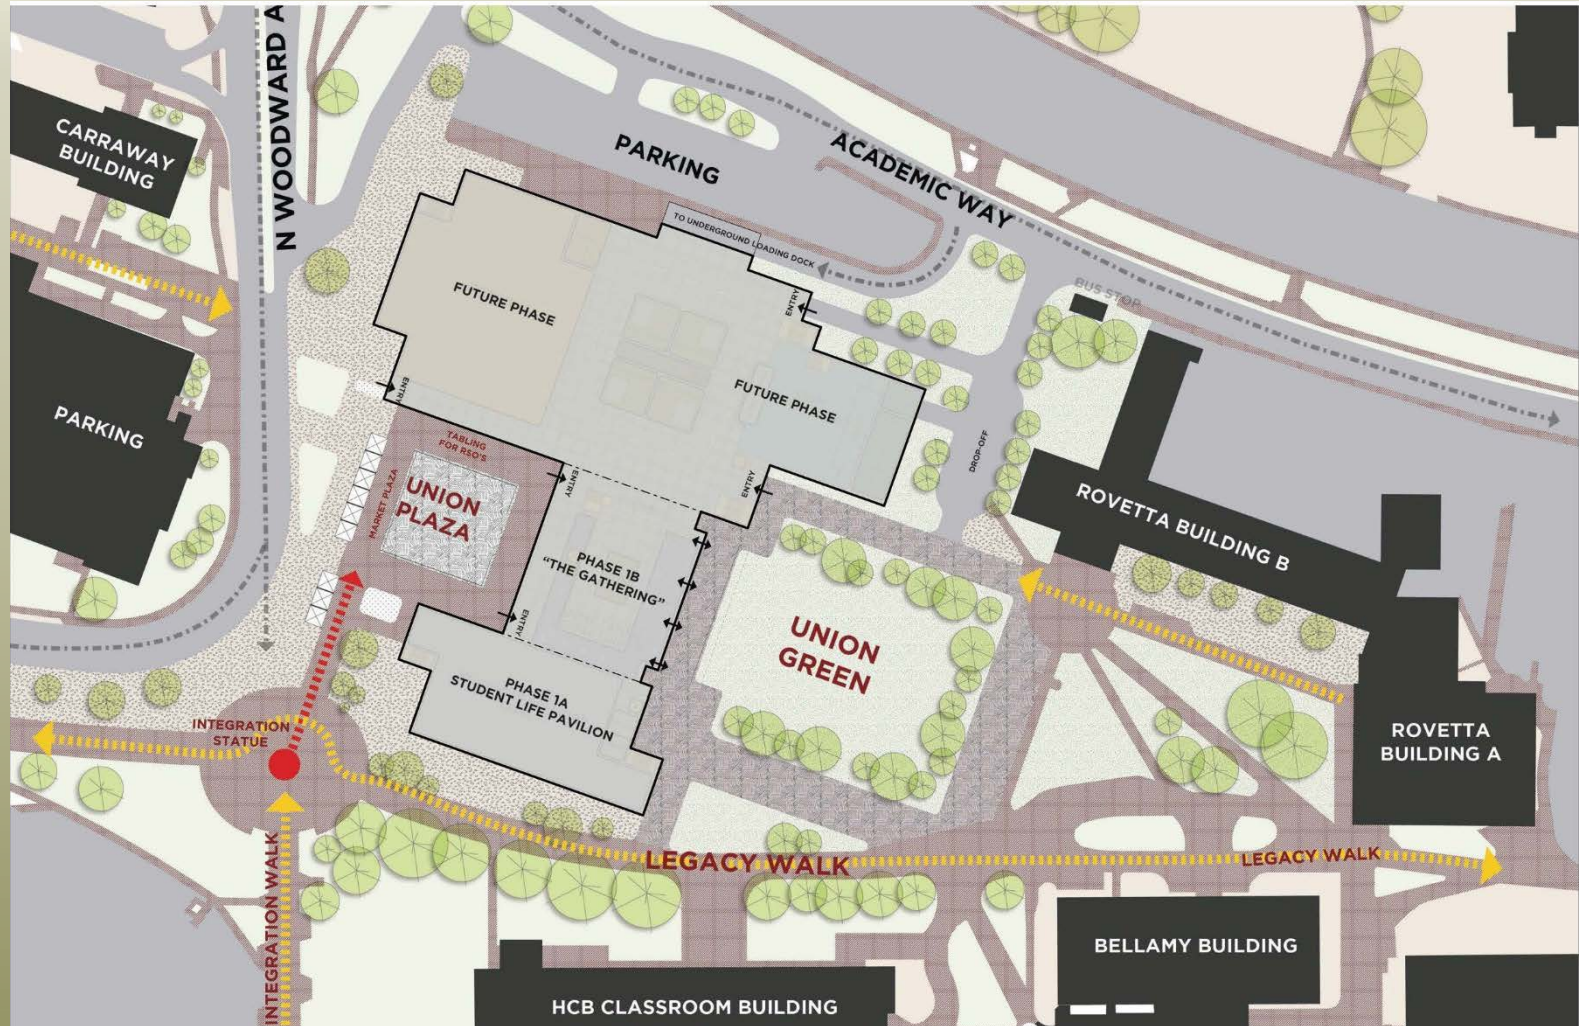 N WOODWARD A
CARRAWAY
BUILDING
PARKING
ACADEMIC WAY
TO UNDERGROUND LOADING DOCK
BUS STOP
FUTURE PHASE
ENTRY
FUTURE PHASE
ENTRY
PARKING
TABLING
FOR RSO'S
MARKET PLAZA
UNION
PLAZA
ENTRY
ENTRY
DROP-OFF
ROVETTA BUILDING B
PHASE 1B
"THE GATHERING"
ENTRY
UNION
GREEN
PHASE 1A
STUDENT LIFE PAVILION
INTEGRATION
STATUE
ROVETTA
BUILDING A
LEGACY WALK
LEGACY WALK
INTEGRATION WALK
BELLAMY BUILDING
HCB CLASSROOM BUILDING